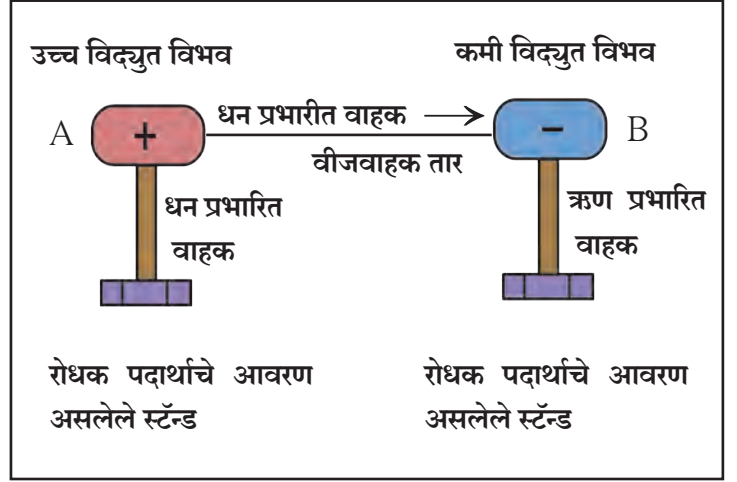 उच्च विद्युत विभव
कमी विद्युत विभव
A
+
धन प्रभारीत वाहक →
-
B
वीजवाहक तार
धन प्रभारित
वाहक
ऋण प्रभारित
वाहक
रोधक पदार्थाचे आवरण
असलेले स्टॅन्ड
रोधक पदार्थाचे आवरण
असलेले स्टॅन्ड